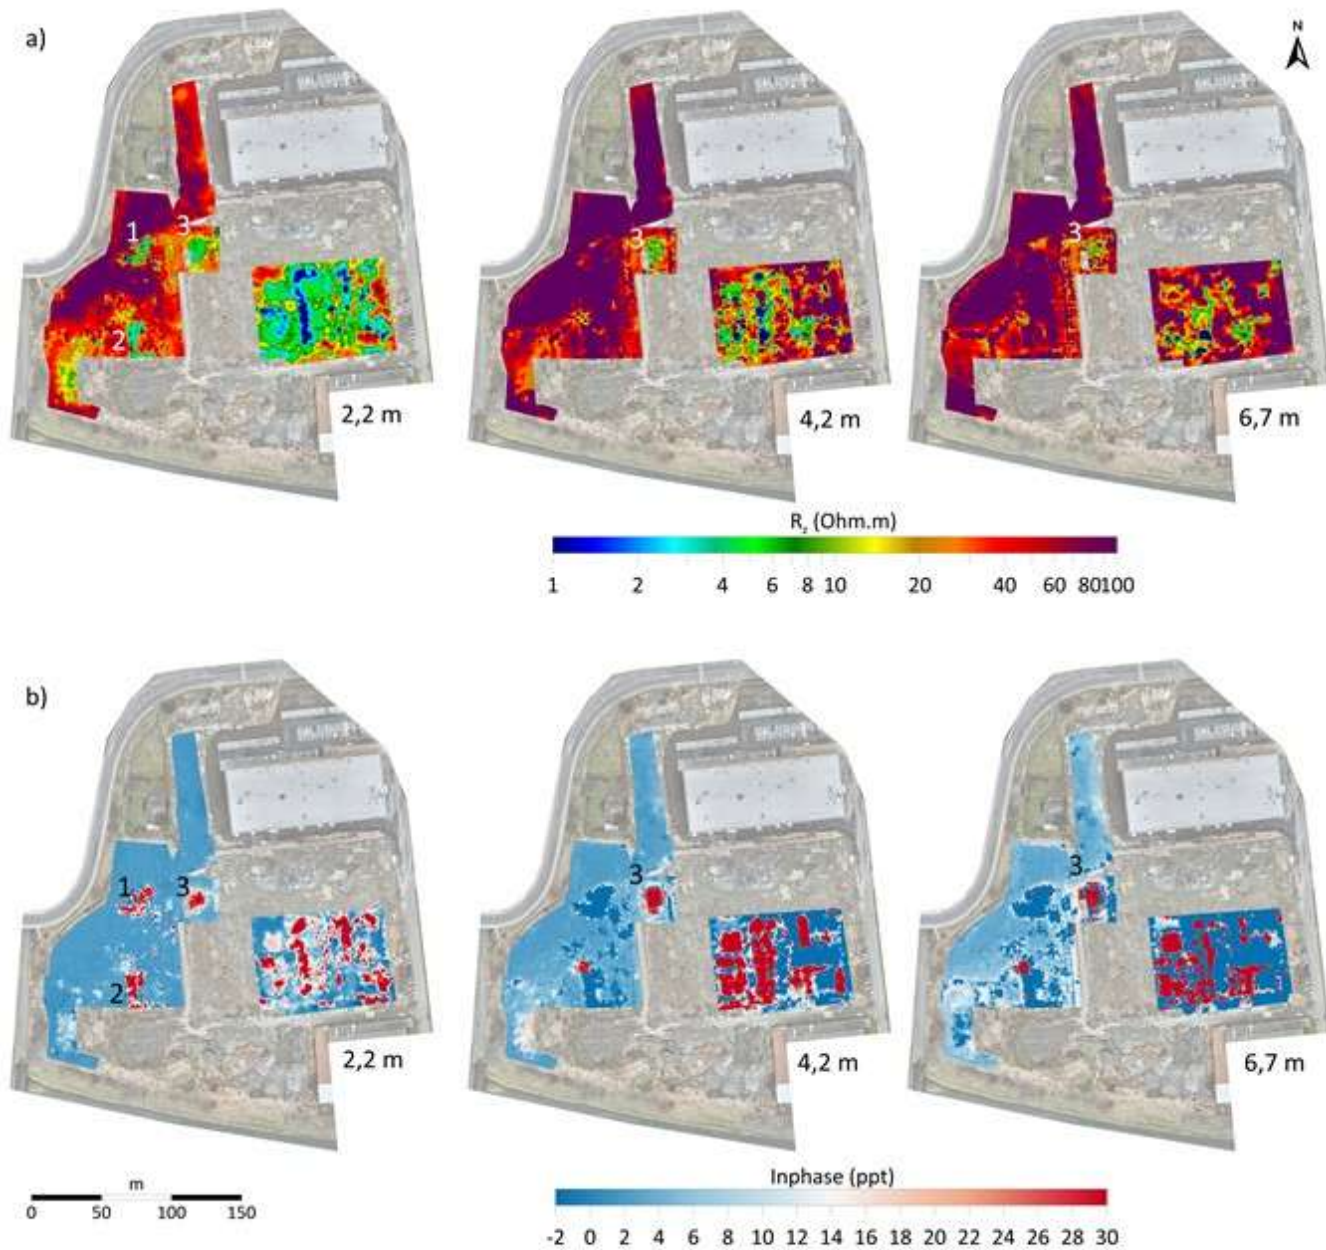 a)
N
1
3
2
2,2 m
3
4,2 m
3
6,7 m
R₂ (Ohm.m)
1 2 4 6 8 10 20 40 60 80100
b)
1
3
2
2,2 m
3
4,2 m
3
6,7 m
m
0 50 100 150
Inphase (ppt)
-2 0 2 4 6 8 10 12 14 16 18 20 22 24 26 28 30